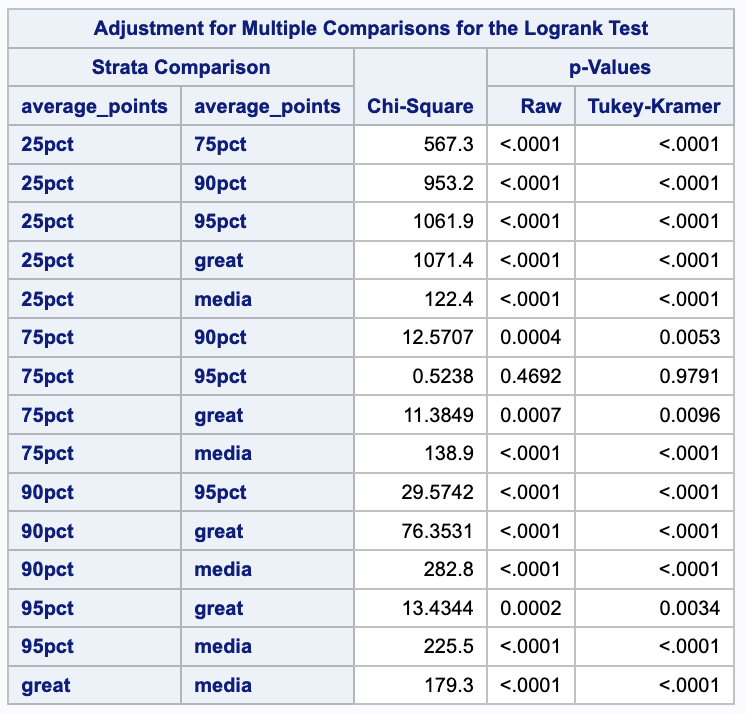 Adjustment for Multiple Comparisons for the Logrank Test
Strata Comparison Chi-Square p-Values
average_points average_points Raw Tukey-Kramer
25pct 75pct 567.3 <.0001 <.0001
25pct 90pct 953.2 <.0001 <.0001
25pct 95pct 1061.9 <.0001 <.0001
25pct great 1071.4 <.0001 <.0001
25pct media 122.4 <.0001 <.0001
75pct 90pct 12.5707 0.0004 0.0053
75pct 95pct 0.5238 0.4692 0.9791
75pct great 11.3849 0.0007 0.0096
75pct media 138.9 <.0001 <.0001
90pct 95pct 29.5742 <.0001 <.0001
90pct great 76.3531 <.0001 <.0001
90pct media 282.8 <.0001 <.0001
95pct great 13.4344 0.0002 0.0034
95pct media 225.5 <.0001 <.0001
great media 179.3 <.0001 <.0001